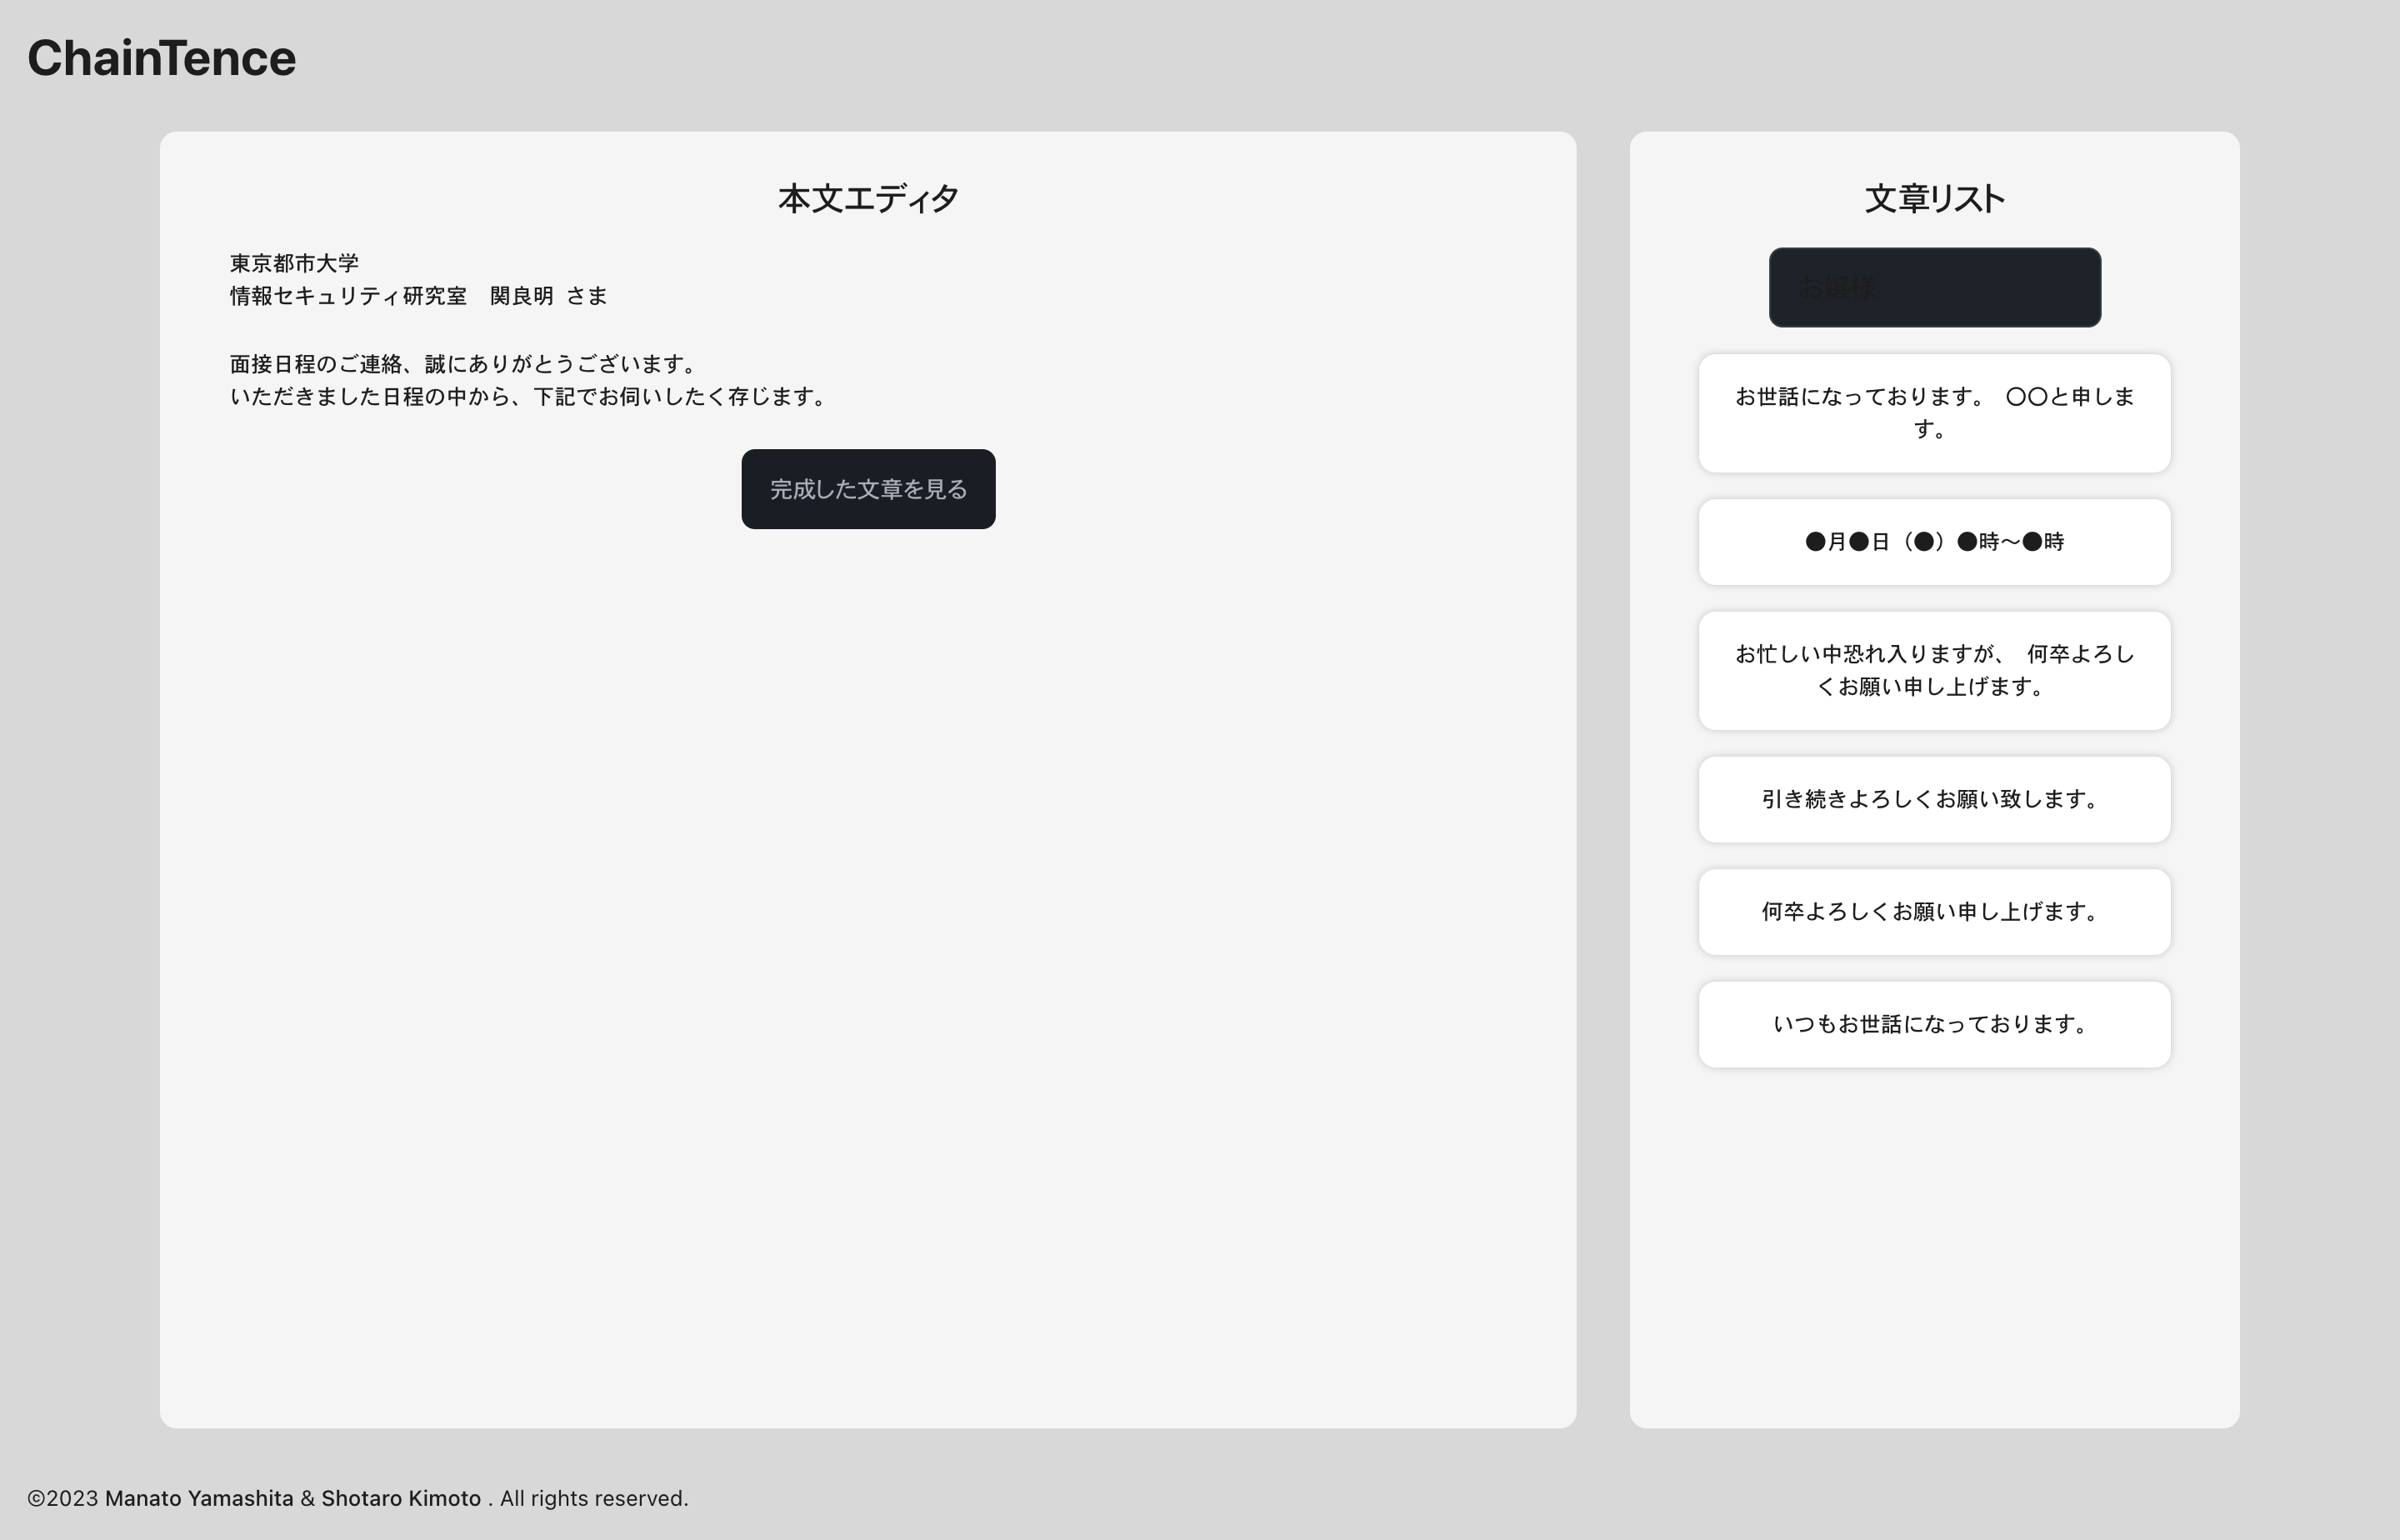 ChainTence
本文エディタ
東京都市大学
情報セキュリティ研究室　関良明 さま
面接日程のご連絡、誠にありがとうございます。
いただきました日程の中から、下記でお伺いしたく存じます。
完成した文章を見る
文章リスト
お嬢様
お世話になっております。 〇〇と申しま
す。
●月●日（●）●時〜●時
お忙しい中恐れ入りますが、 何卒よろし
くお願い申し上げます。
引き続きよろしくお願い致します。
何卒よろしくお願い申し上げます。
いつもお世話になっております。
©2023 Manato Yamashita & Shotaro Kimoto . All rights reserved.